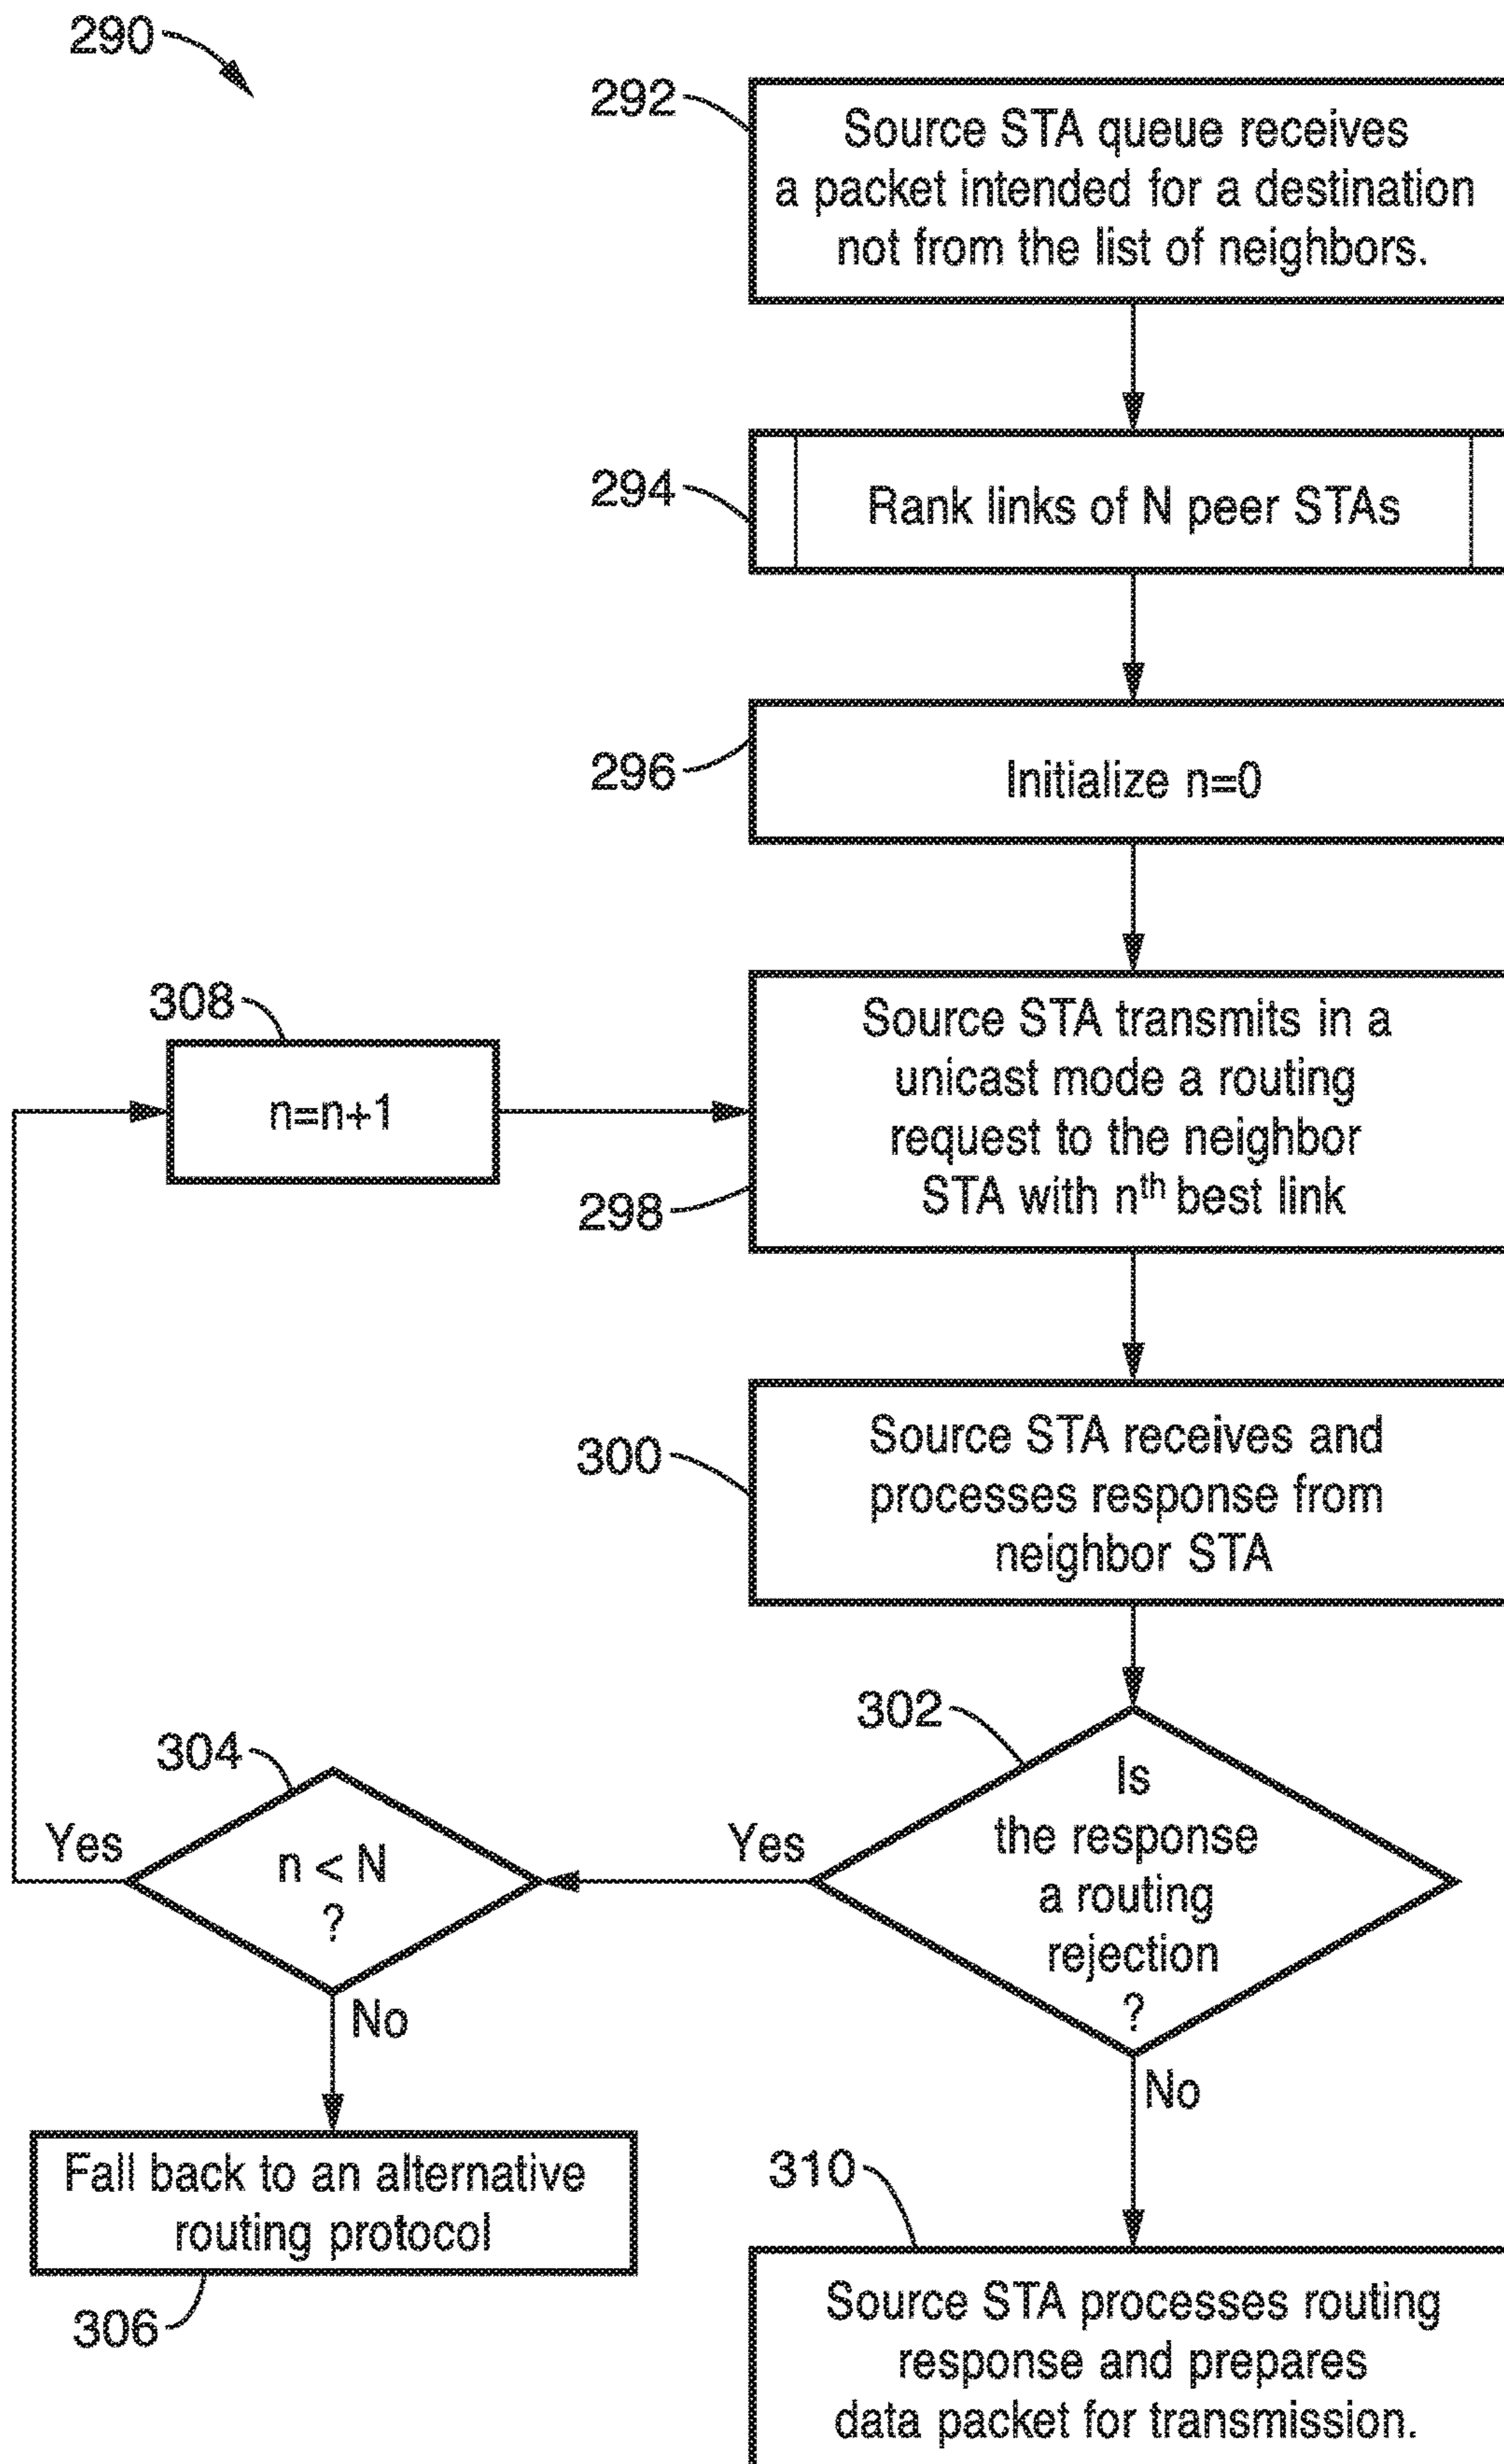 290
292
Source STA queue receives
a packet intended for a destination
not from the list of neighbors.
294
Rank links of N peer STAs
296
Initialize n=0
308
n=n+1
298
Source STA transmits in a
unicast mode a routing
request to the neighbor
STA with nth best link
300
Source STA receives and
processes response from
neighbor STA
302
Is
the response
a routing
rejection
?
Yes
304
n < N
?
Yes
No
No
Fall back to an alternative
routing protocol
306
310
Source STA processes routing
response and prepares
data packet for transmission.